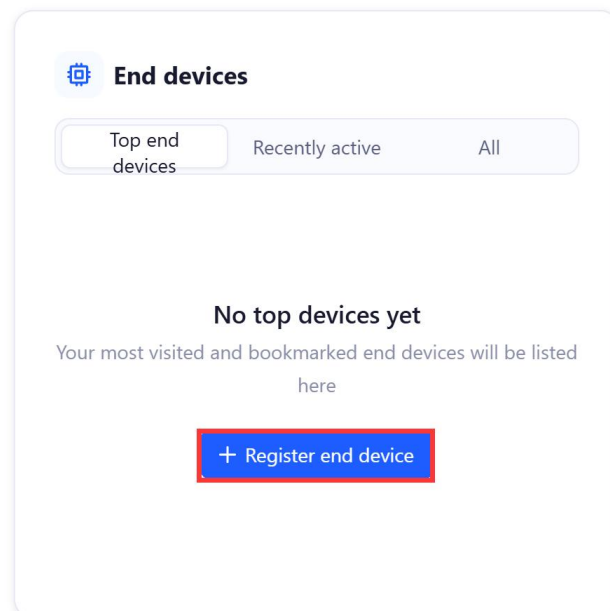 End devices
Top end
devices
Recently active
All
No top devices yet
Your most visited and bookmarked end devices will be listed
here
+ Register end device